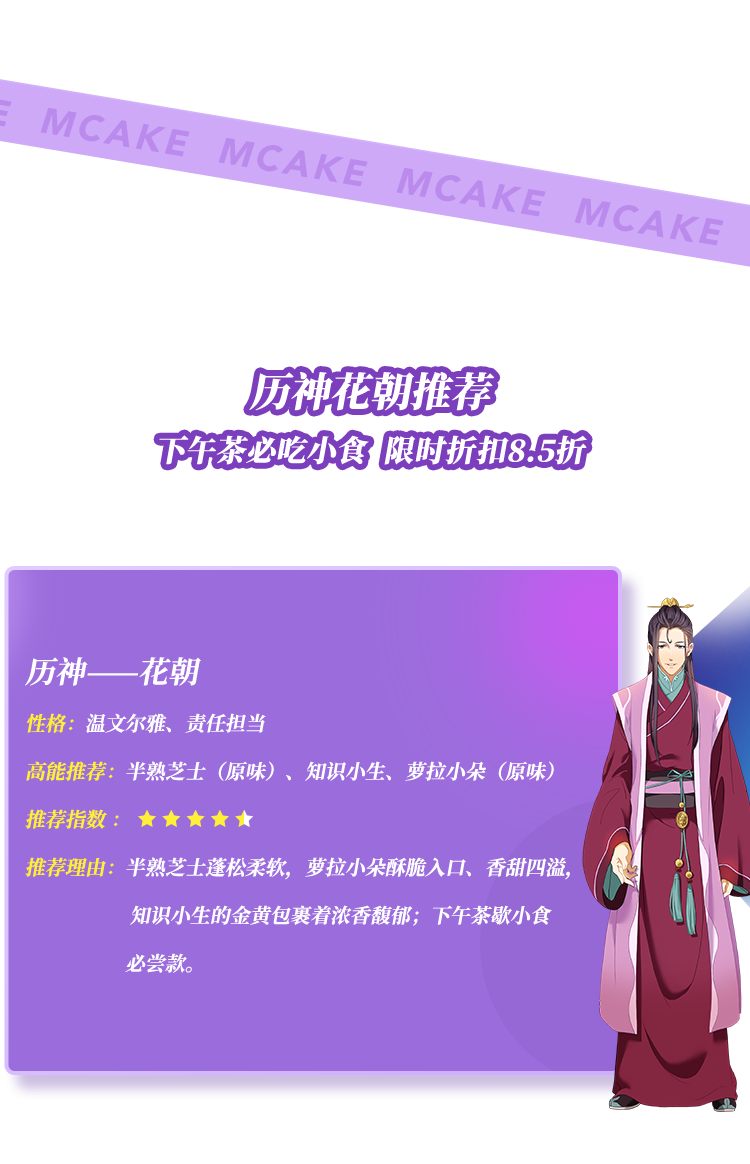 E MCAKE MCAKE MCAKE MCAKE
历神花朝推荐
下午茶必吃小食 限时折扣8.5折
历神——花朝
性格：温文尔雅、责任担当
高能推荐：半熟芝士（原味）、知识小生、萝拉小朵（原味）
推荐指数：
推荐理由：半熟芝士蓬松柔软，萝拉小朵酥脆入口、香甜四溢，
知识小生的金黄包裹着浓香馥郁；下午茶歇小食
必尝款。